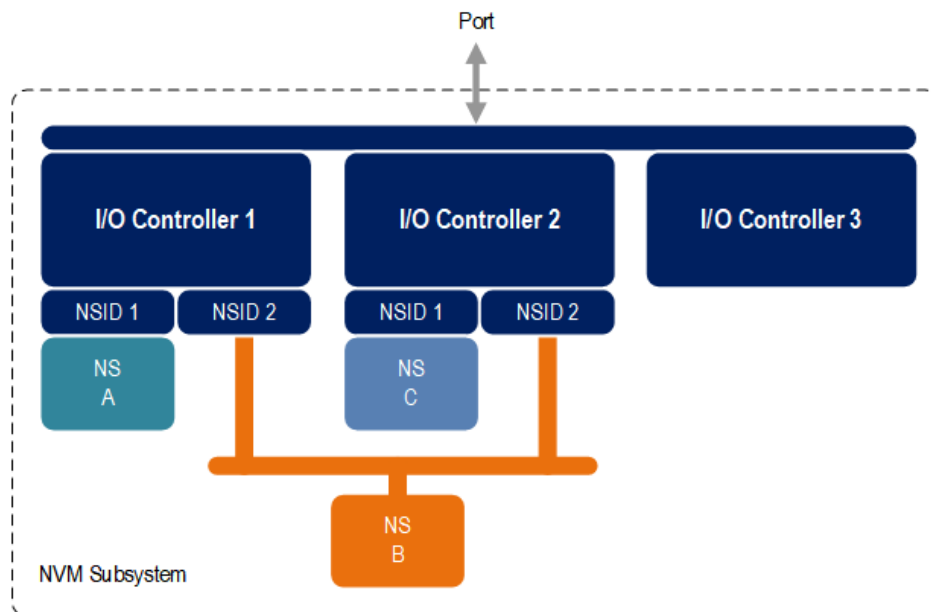 Port
I/O Controller 1
I/O Controller 2
I/O Controller 3
NSID 1
NSID 2
NSID 1
NSID 2
NS
A
NS
C
NS
B
NVM Subsystem